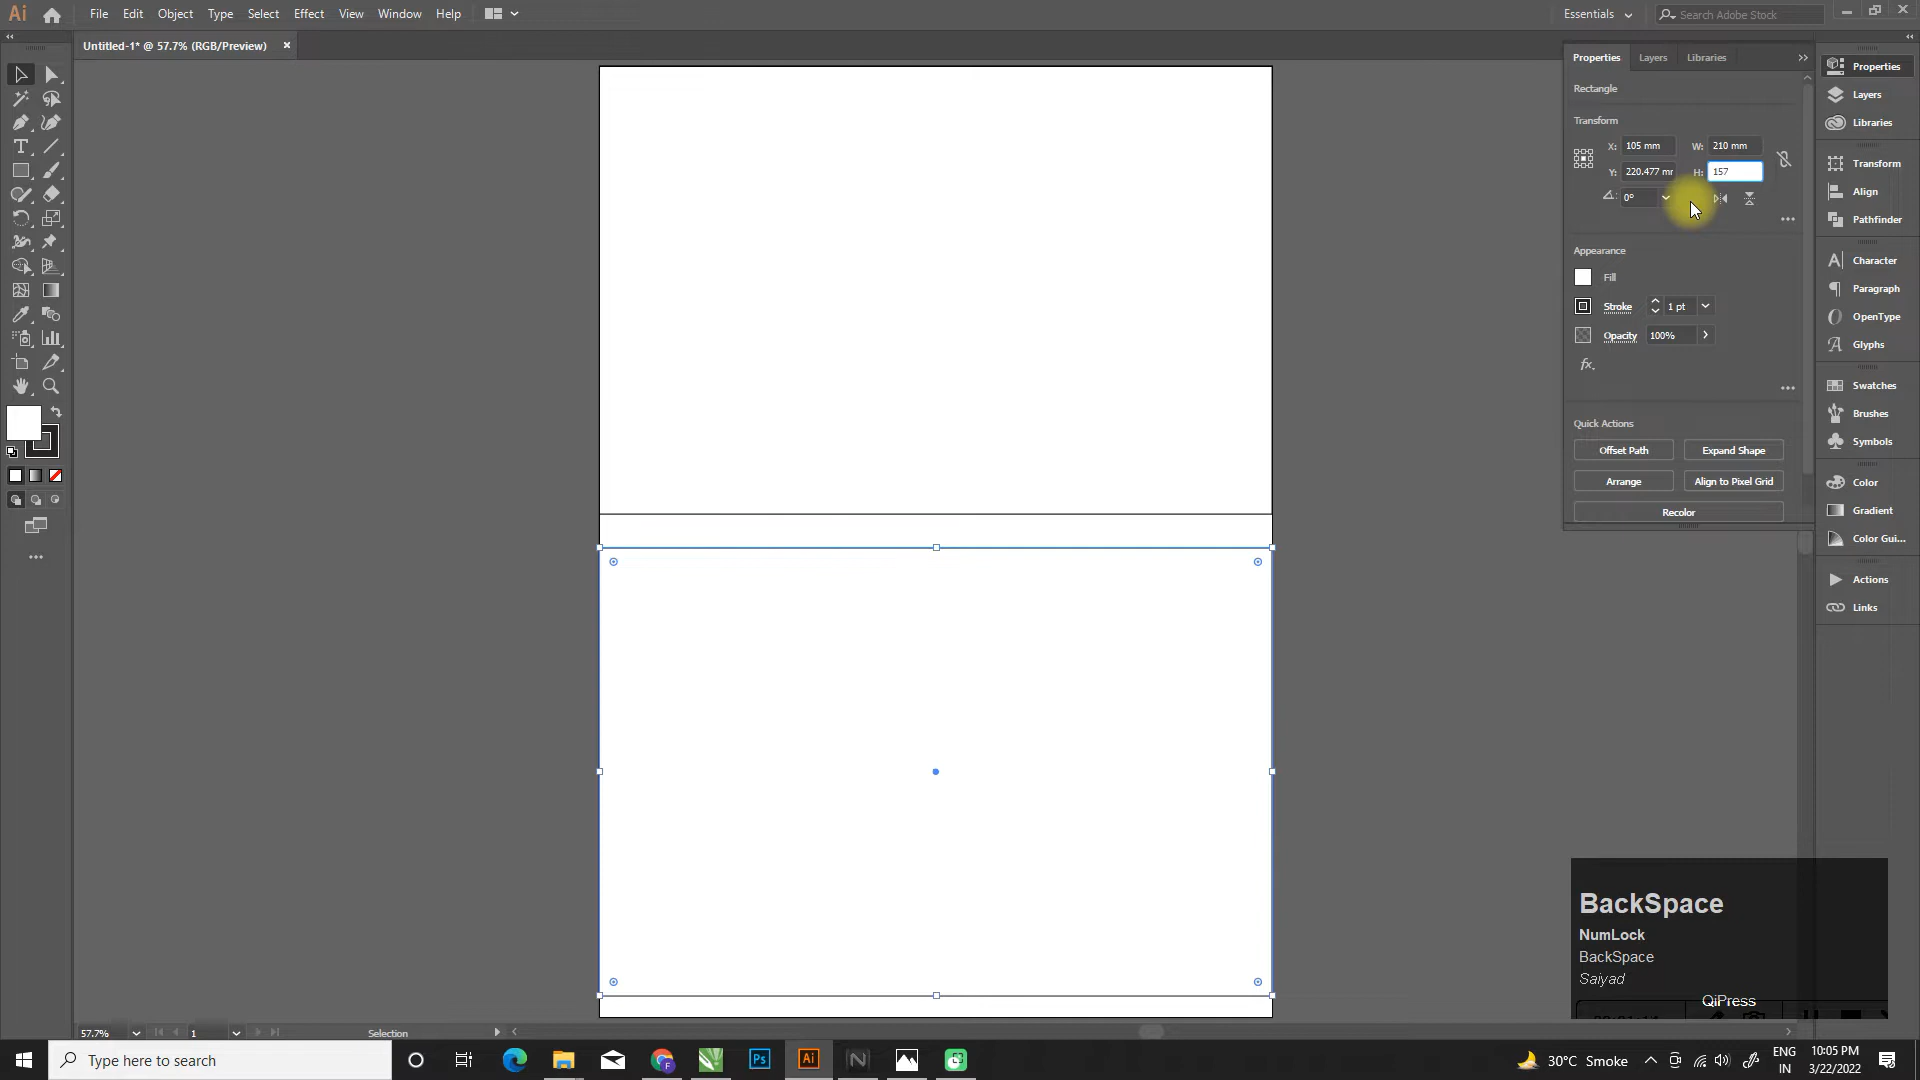 Ai File Edit Object Type Select Effect View Window Help Essentials Search Adobe Stock
Untitled-1* @ 57.7% (RGB/Preview) ×
Properties Layers Libraries
Rectangle
Transform
X: 105 mm W: 210 mm
Y: 220.477 mm H: 157
0°
Appearance
Fill
Stroke 1 pt
Opacity 100%
fx.
Quick Actions
Offset Path Expand Shape
Arrange Align to Pixel Grid
Recolor
Properties
Layers
Libraries
Transform
Align
Pathfinder
Character
Paragraph
OpenType
Glyphs
Swatches
Brushes
Symbols
Color
Gradient
Color Gui...
Actions
Links
BackSpace
NumLock
BackSpace
Saiyad
QiPress
57.7% 1 Selection
Type here to search
Ps Ai N
30°C Smoke
ENG
IN
10:05 PM
3/22/2022